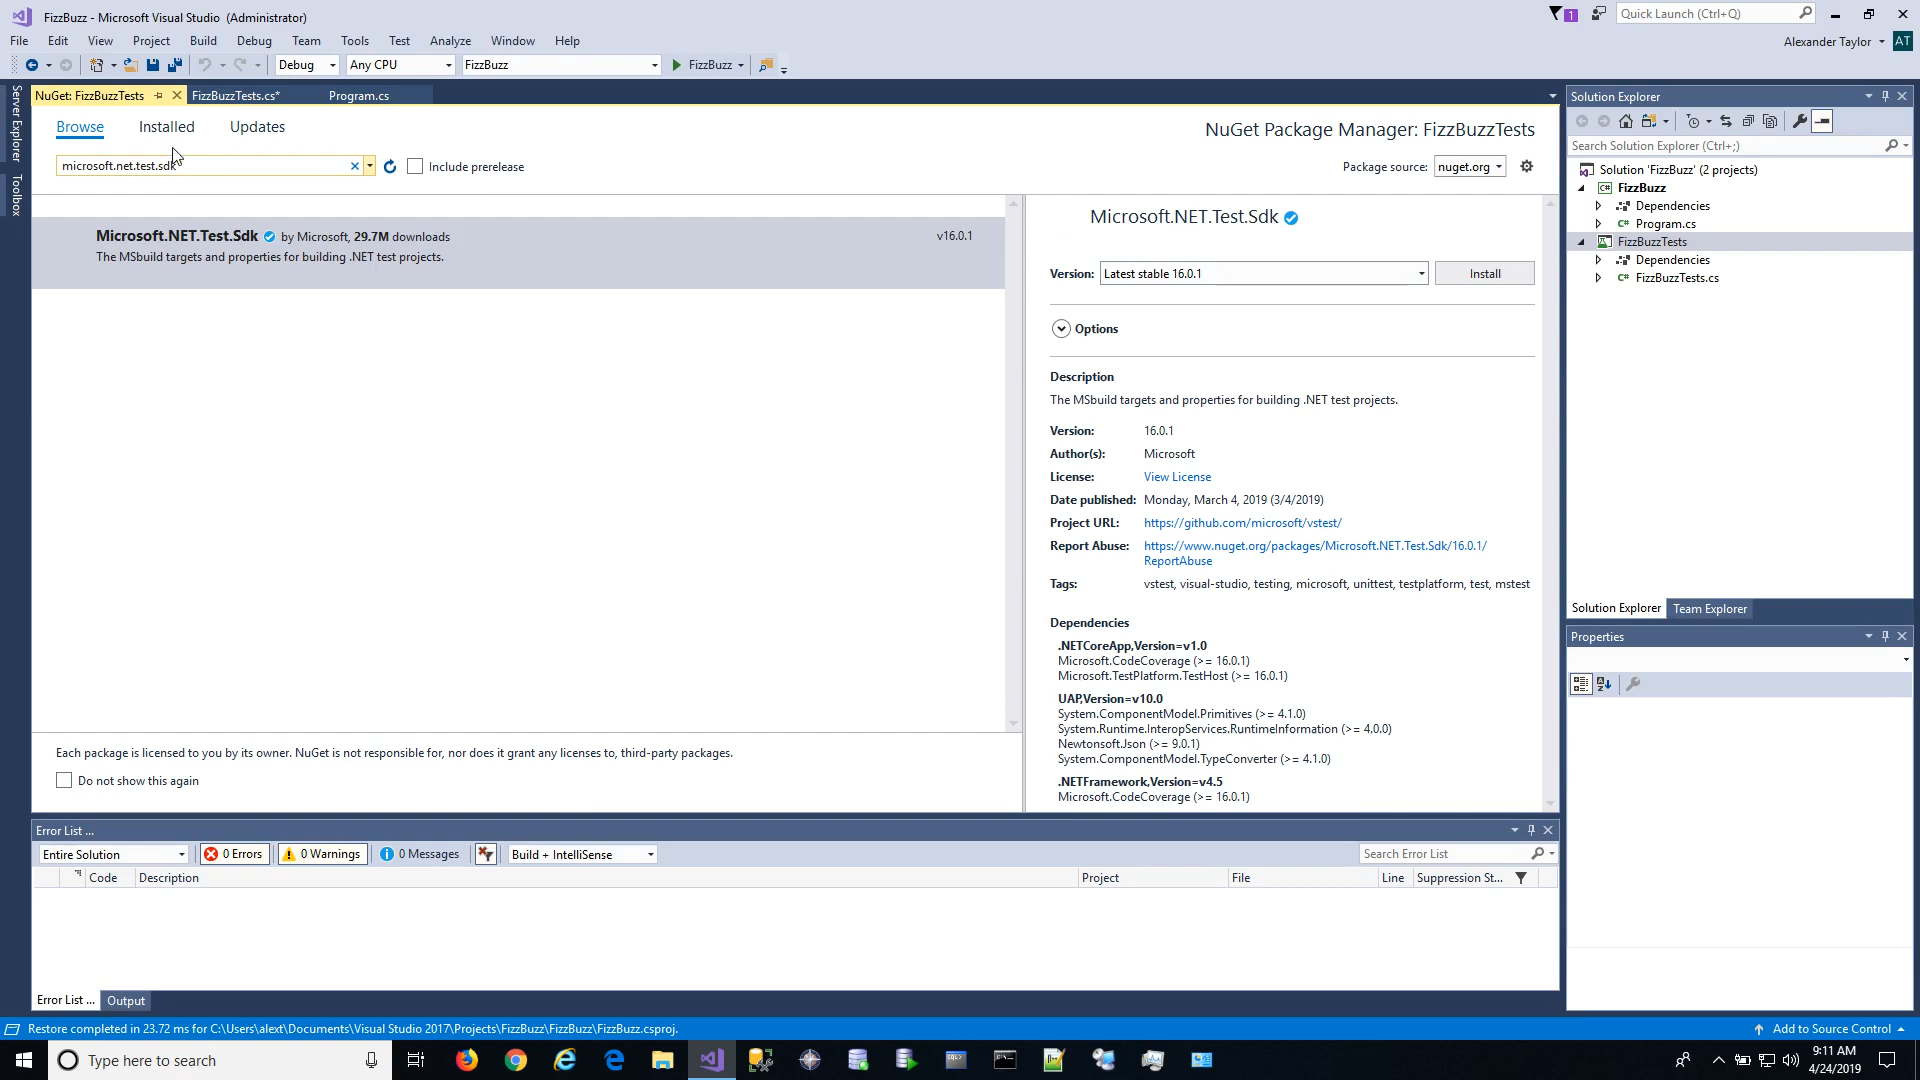 FizzBuzz - Microsoft Visual Studio (Administrator)
1
Quick Launch (Ctrl+Q)
File Edit View Project Build Debug Team Tools Test Analyze Window Help
Alexander Taylor AT
Debug Any CPU FizzBuzz FizzBuzz
Server Explorer
Toolbox
NuGet: FizzBuzzTests FizzBuzzTests.cs* Program.cs
Browse Installed Updates
NuGet Package Manager: FizzBuzzTests
microsoft.net.test.sdk
Include prerelease
Package source: nuget.org
Microsoft.NET.Test.Sdk by Microsoft, 29.7M downloads v16.0.1
The MSbuild targets and properties for building .NET test projects.
Microsoft.NET.Test.Sdk
Version: Latest stable 16.0.1 Install
Options
Description
The MSbuild targets and properties for building .NET test projects.
Version: 16.0.1
Author(s): Microsoft
License: View License
Date published: Monday, March 4, 2019 (3/4/2019)
Project URL: https://github.com/microsoft/vstest/
Report Abuse: https://www.nuget.org/packages/Microsoft.NET.Test.Sdk/16.0.1/
ReportAbuse
Tags: vstest, visual-studio, testing, microsoft, unittest, testplatform, test, mstest
Dependencies
.NETCoreApp,Version=v1.0
Microsoft.CodeCoverage (>= 16.0.1)
Microsoft.TestPlatform.TestHost (>= 16.0.1)
UAP,Version=v10.0
System.ComponentModel.Primitives (>= 4.1.0)
System.Runtime.InteropServices.RuntimeInformation (>= 4.0.0)
Newtonsoft.Json (>= 9.0.1)
System.ComponentModel.TypeConverter (>= 4.1.0)
.NETFramework,Version=v4.5
Microsoft.CodeCoverage (>= 16.0.1)
Each package is licensed to you by its owner. NuGet is not responsible for, nor does it grant any licenses to, third-party packages.
Do not show this again
Solution Explorer
Search Solution Explorer (Ctrl+;)
Solution 'FizzBuzz' (2 projects)
C# FizzBuzz
Dependencies
C# Program.cs
FizzBuzzTests
Dependencies
C# FizzBuzzTests.cs
Solution Explorer Team Explorer
Properties
Error List ...
Entire Solution 0 Errors 0 Warnings 0 Messages Build + IntelliSense Search Error List
Code Description Project File Line Suppression St...
Error List ... Output
Restore completed in 23.72 ms for C:\Users\alext\Documents\Visual Studio 2017\Projects\FizzBuzz\FizzBuzz\FizzBuzz.csproj.
Add to Source Control
Type here to search
9:11 AM
4/24/2019